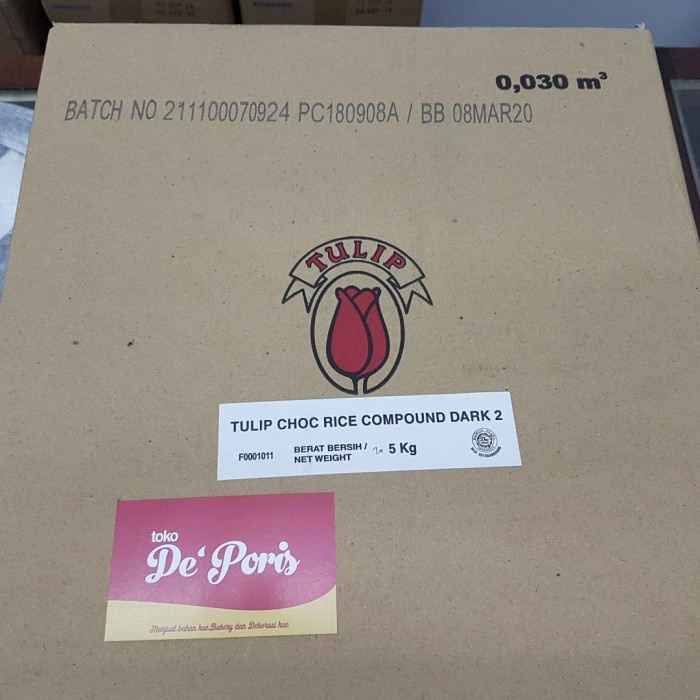 0,030 m³
BATCH NO 211100070924 PC180908A / BB 08MAR20
TULIP
TULIP CHOC RICE COMPOUND DARK 2
F0001011
BERAT BERSIH /
NET WEIGHT
2x 5 Kg
toko
De' Poris
Menjual bahan kue, Bakery dan Dekorasi kue